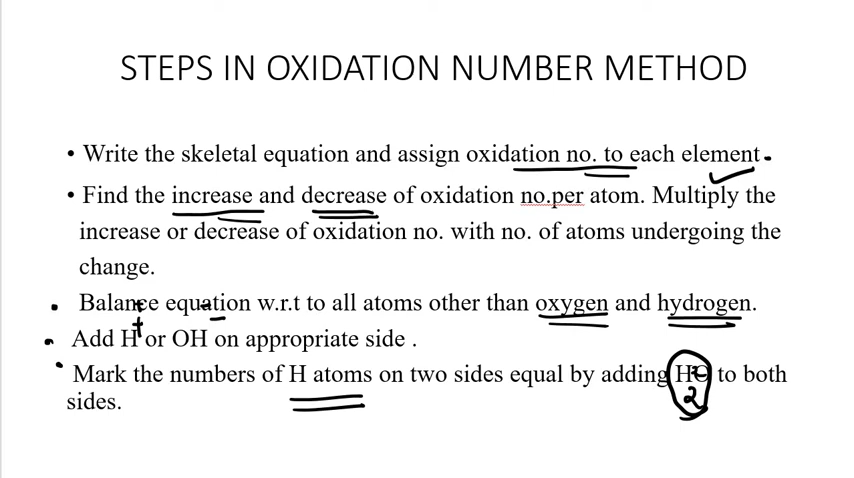 STEPS IN OXIDATION NUMBER METHOD
• Write the skeletal equation and assign oxidation no. to each element.
• Find the increase and decrease of oxidation no.per atom. Multiply the
increase or decrease of oxidation no. with no. of atoms undergoing the
change.
• Balance equation w.r.t to all atoms other than oxygen and hydrogen.
• Add H+ or OH- on appropriate side .
• Mark the numbers of H atoms on two sides equal by adding H2O to both
sides.